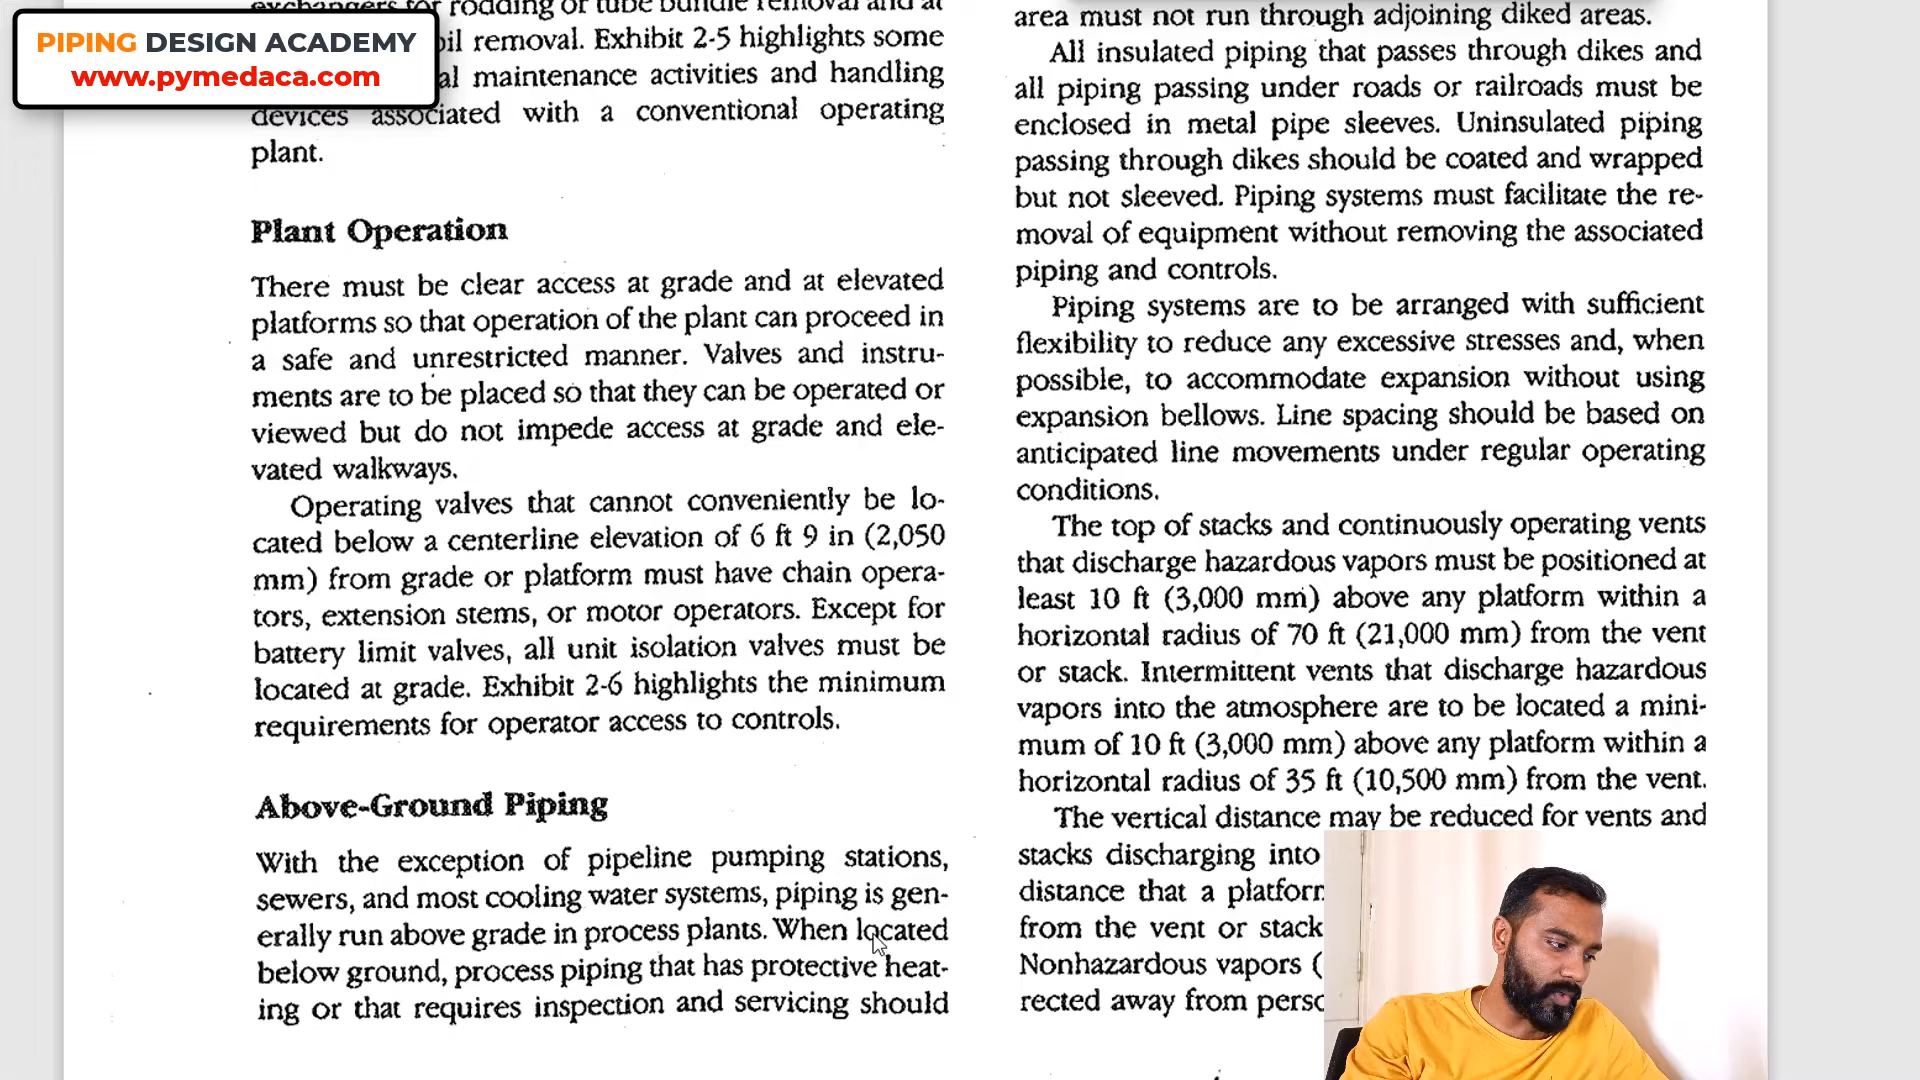 PIPING DESIGN ACADEMY
www.pymedaca.com
exchangers for rodding or tube bundle removal and at
oil removal. Exhibit 2-5 highlights some
al maintenance activities and handling
devices associated with a conventional operating
plant.
Plant Operation
There must be clear access at grade and at elevated
platforms so that operation of the plant can proceed in
a safe and unrestricted manner. Valves and instru-
ments are to be placed so that they can be operated or
viewed but do not impede access at grade and ele-
vated walkways.
Operating valves that cannot conveniently be lo-
cated below a centerline elevation of 6 ft 9 in (2,050
mm) from grade or platform must have chain opera-
tors, extension stems, or motor operators. Except for
battery limit valves, all unit isolation valves must be
located at grade. Exhibit 2-6 highlights the minimum
requirements for operator access to controls.
Above-Ground Piping
With the exception of pipeline pumping stations,
sewers, and most cooling water systems, piping is gen-
erally run above grade in process plants. When located
below ground, process piping that has protective heat-
ing or that requires inspection and servicing should
area must not run through adjoining diked areas.
All insulated piping that passes through dikes and
all piping passing under roads or railroads must be
enclosed in metal pipe sleeves. Uninsulated piping
passing through dikes should be coated and wrapped
but not sleeved. Piping systems must facilitate the re-
moval of equipment without removing the associated
piping and controls.
Piping systems are to be arranged with sufficient
flexibility to reduce any excessive stresses and, when
possible, to accommodate expansion without using
expansion bellows. Line spacing should be based on
anticipated line movements under regular operating
conditions.
The top of stacks and continuously operating vents
that discharge hazardous vapors must be positioned at
least 10 ft (3,000 mm) above any platform within a
horizontal radius of 70 ft (21,000 mm) from the vent
or stack. Intermittent vents that discharge hazardous
vapors into the atmosphere are to be located a mini-
mum of 10 ft (3,000 mm) above any platform within a
horizontal radius of 35 ft (10,500 mm) from the vent.
The vertical distance may be reduced for vents and
stacks discharging into
distance that a platform
from the vent or stack
Nonhazardous vapors (
rected away from perso